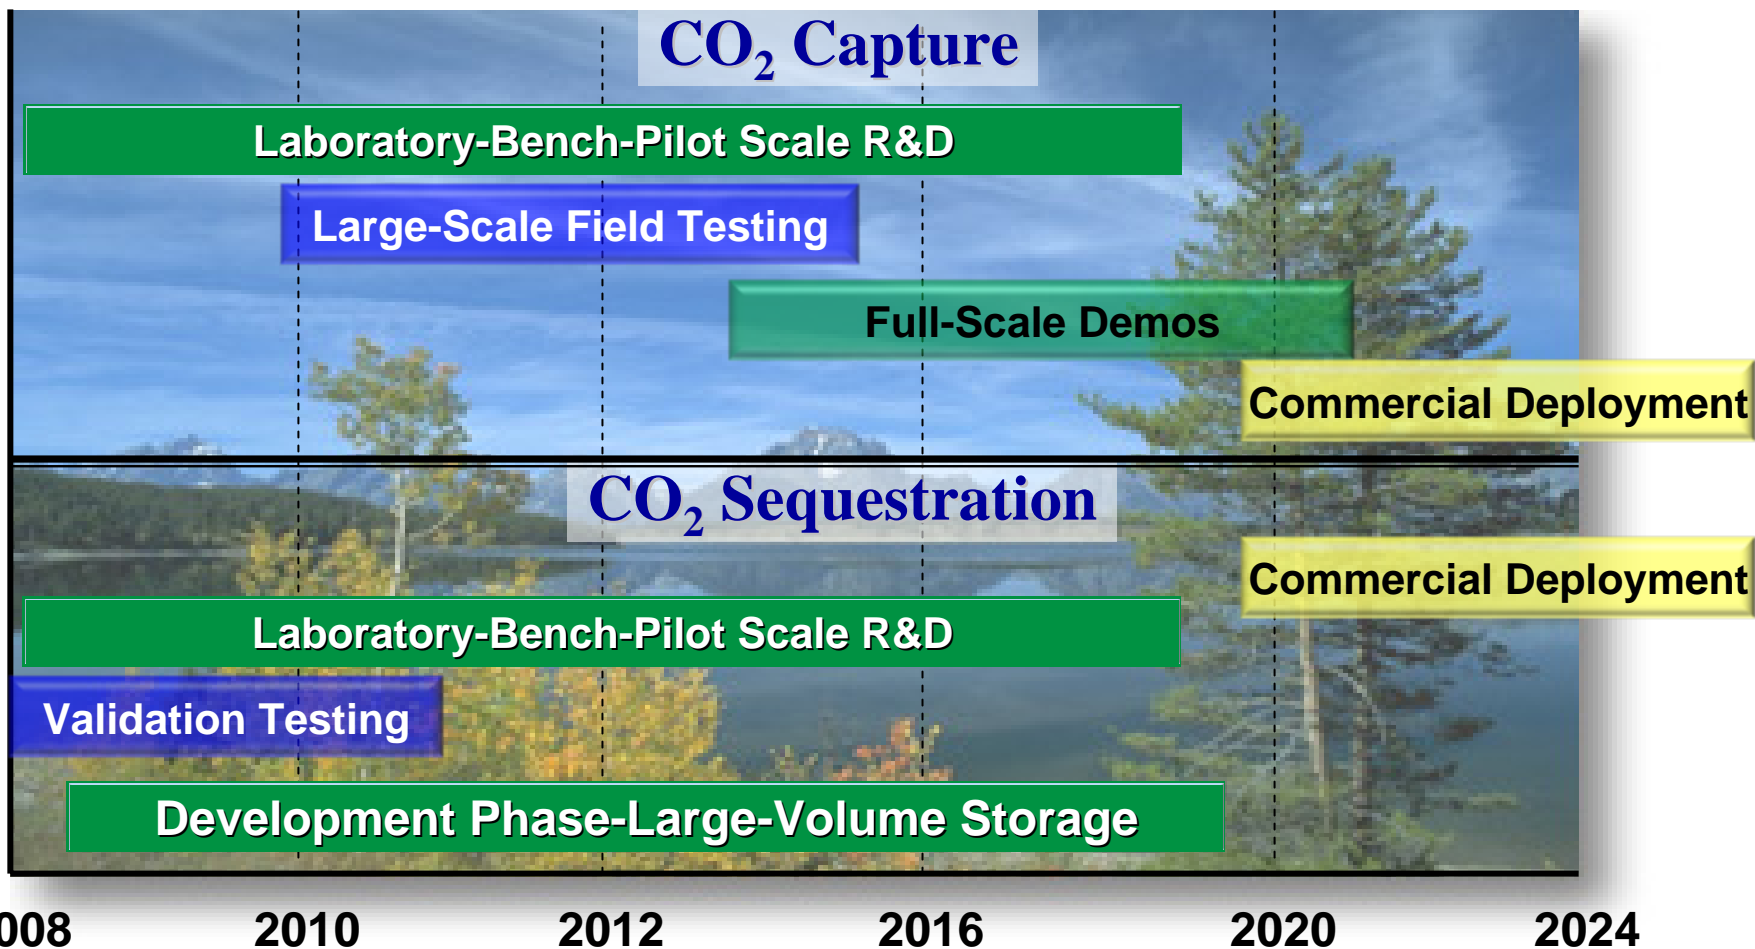 CO₂ Capture
Laboratory-Bench-Pilot Scale R&D
Large-Scale Field Testing
Full-Scale Demos
Commercial Deployment
CO₂ Sequestration
Commercial Deployment
Laboratory-Bench-Pilot Scale R&D
Validation Testing
Development Phase-Large-Volume Storage
008 2010 2012 2016 2020 2024